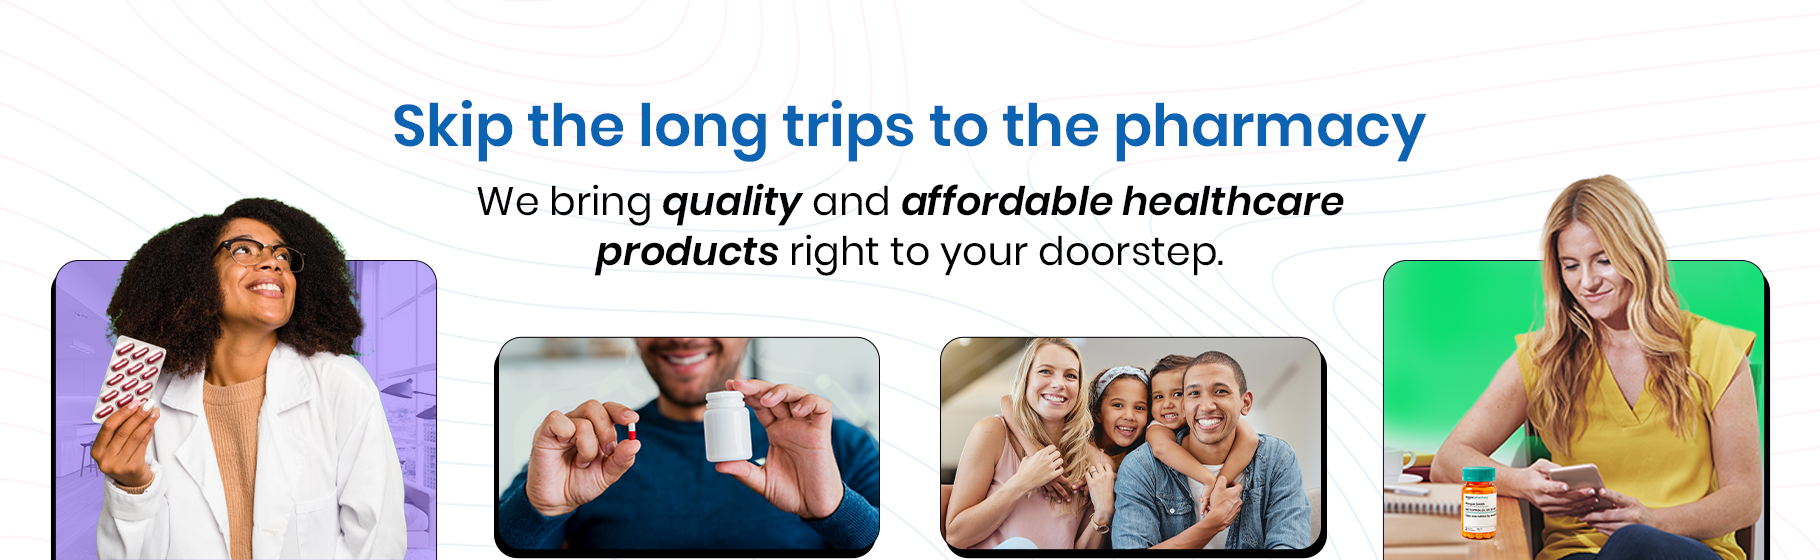 Skip the long trips to the pharmacy
We bring quality and affordable healthcare
products right to your doorstep.